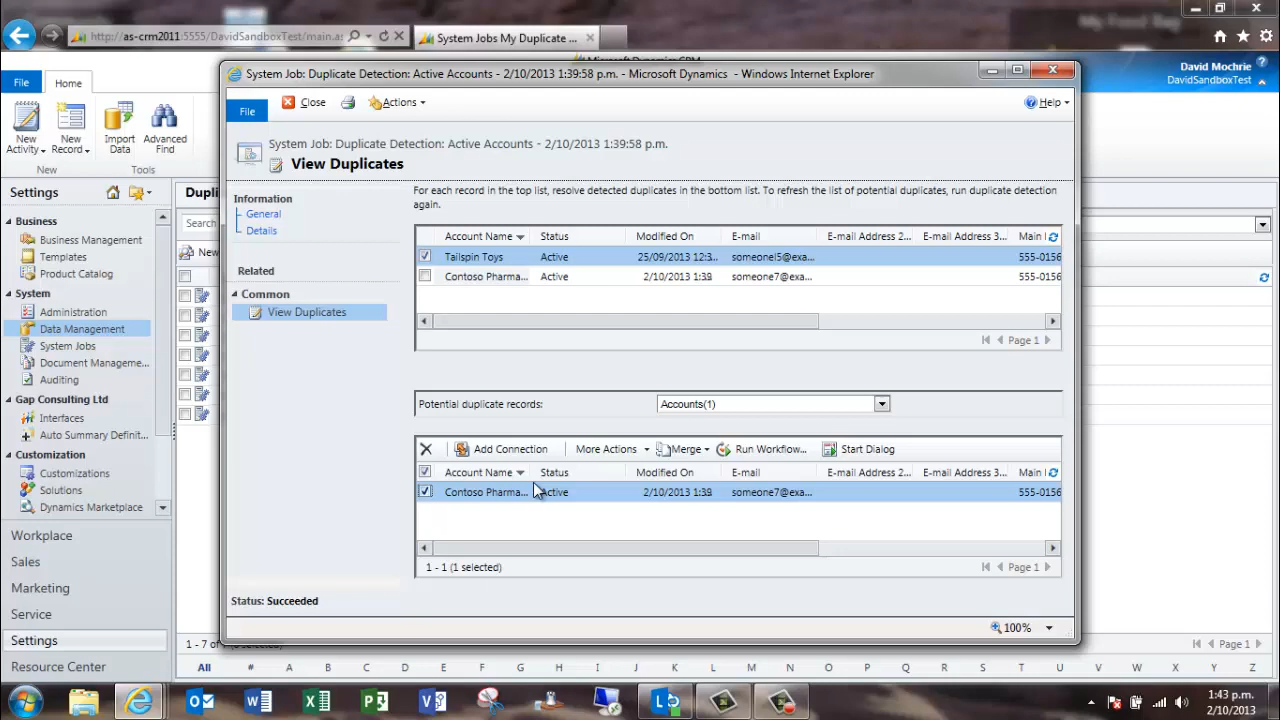 http://as-crm2011:5555/DavidSandboxTest/main.as
System Jobs My Duplicate ...
David Mochrie
DavidSandboxTest
File
Home
New
Activity
New
Record
Import
Data
Advanced
Find
New
Tools
Settings
Business
Business Management
Templates
Product Catalog
System
Administration
Data Management
System Jobs
Document Manageme...
Auditing
Gap Consulting Ltd
Interfaces
Auto Summary Definit...
Customization
Customizations
Solutions
Dynamics Marketplace
Workplace
Sales
Marketing
Service
Settings
Resource Center
Dupli
Search
New
System Job: Duplicate Detection: Active Accounts - 2/10/2013 1:39:58 p.m. - Microsoft Dynamics - Windows Internet Explorer
File
Close
Actions
Help
System Job: Duplicate Detection: Active Accounts - 2/10/2013 1:39:58 p.m.
View Duplicates
Information
General
Details
Related
Common
View Duplicates
For each record in the top list, resolve detected duplicates in the bottom list. To refresh the list of potential duplicates, run duplicate detection
again.
Account Name Status Modified On E-mail E-mail Address 2... E-mail Address 3... Main
Tailspin Toys Active 25/09/2013 12:3... someone15@exa... 555-0156
Contoso Pharma... Active 2/10/2013 1:39 someone7@exa... 555-0156
Page 1
Potential duplicate records: Accounts(1)
Add Connection More Actions Merge Run Workflow... Start Dialog
Account Name Status Modified On E-mail E-mail Address 2... E-mail Address 3... Main
Contoso Pharma... Active 2/10/2013 1:39 someone7@exa... 555-0156
1 - 1 (1 selected) Page 1
Status: Succeeded
100%
Page 1
All # A B C D E F G H I J K L M N O P Q R S T U V W X Y Z
1:43 p.m.
2/10/2013